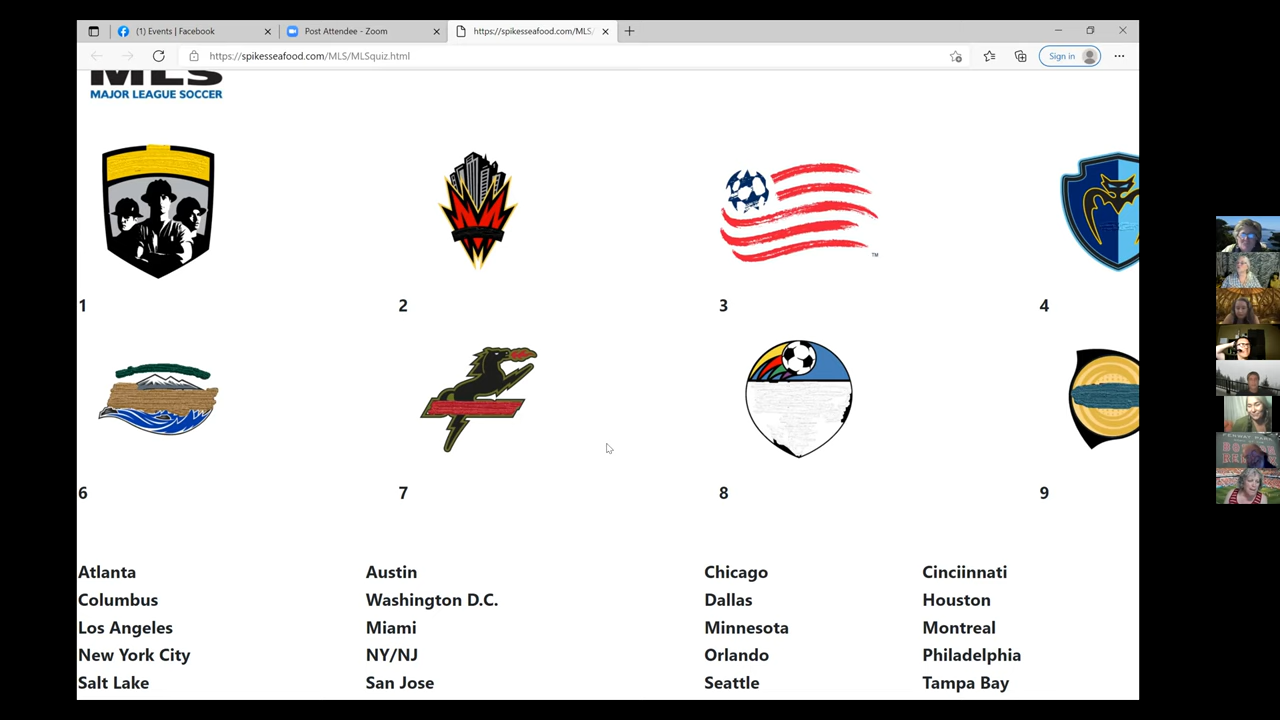 (1) Events | Facebook
Post Attendee - Zoom
https://spikesseafood.com/MLS/
https://spikesseafood.com/MLS/MLSquiz.html
Sign in
MLS
MAJOR LEAGUE SOCCER
TM
1
2
3
4
6
7
8
9
Atlanta
Austin
Chicago
Cinciinnati
Columbus
Washington D.C.
Dallas
Houston
Los Angeles
Miami
Minnesota
Montreal
New York City
NY/NJ
Orlando
Philadelphia
Salt Lake
San Jose
Seattle
Tampa Bay